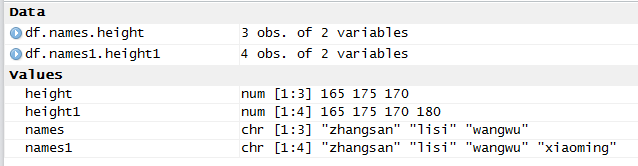 Data
df.names.height 3 obs. of 2 variables
df.names1.height1 4 obs. of 2 variables
Values
height num [1:3] 165 175 170
height1 num [1:4] 165 175 170 180
names chr [1:3] "zhangsan" "lisi" "wangwu"
names1 chr [1:4] "zhangsan" "lisi" "wangwu" "xiaoming"